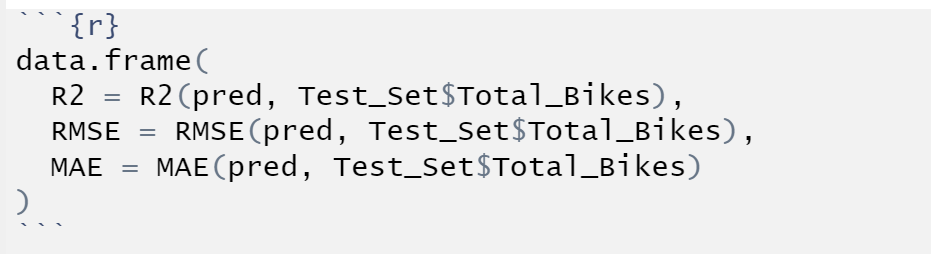 ```{r}
data.frame(
  R2 = R2(pred, Test_Set$Total_Bikes),
  RMSE = RMSE(pred, Test_Set$Total_Bikes),
  MAE = MAE(pred, Test_Set$Total_Bikes)
)
```